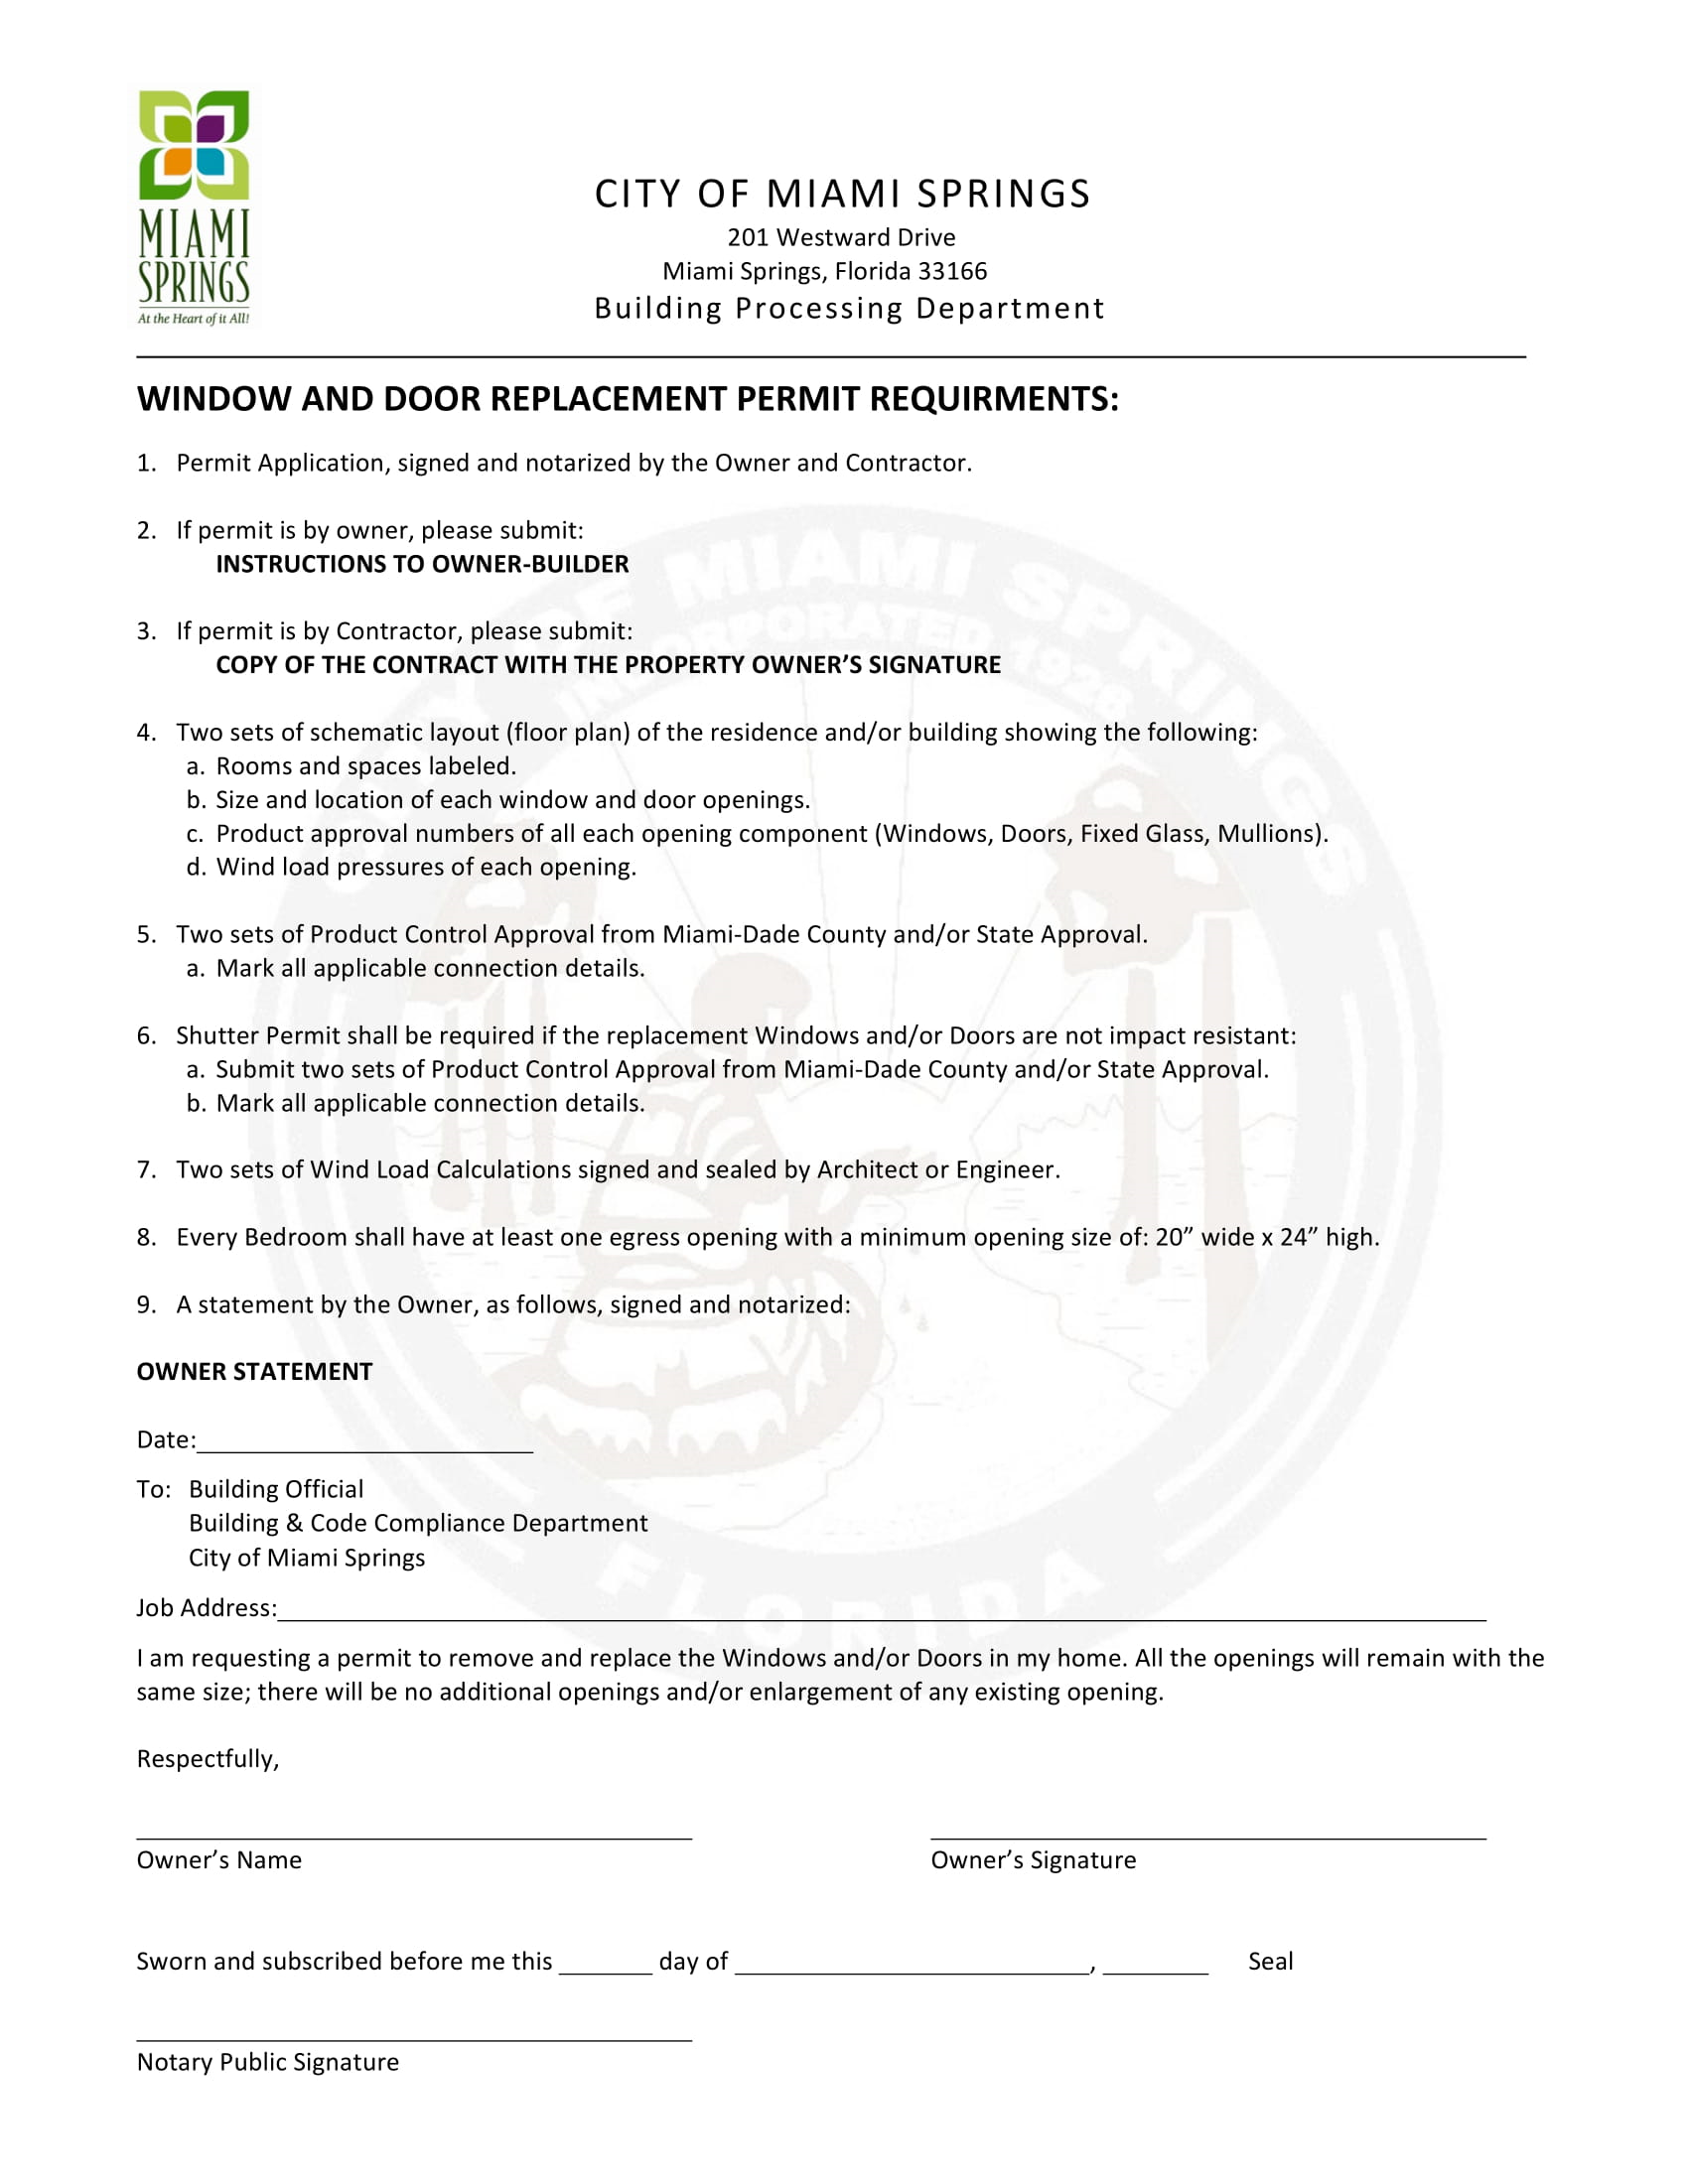 MIAMI
SPRINGS
At the Heart of it All!
CITY OF MIAMI SPRINGS
201 Westward Drive
Miami Springs, Florida 33166
Building Processing Department
WINDOW AND DOOR REPLACEMENT PERMIT REQUIRMENTS:
1. Permit Application, signed and notarized by the Owner and Contractor.
2. If permit is by owner, please submit:
INSTRUCTIONS TO OWNER-BUILDER
3. If permit is by Contractor, please submit:
COPY OF THE CONTRACT WITH THE PROPERTY OWNER’S SIGNATURE
4. Two sets of schematic layout (floor plan) of the residence and/or building showing the following:
a. Rooms and spaces labeled.
b. Size and location of each window and door openings.
c. Product approval numbers of all each opening component (Windows, Doors, Fixed Glass, Mullions).
d. Wind load pressures of each opening.
5. Two sets of Product Control Approval from Miami-Dade County and/or State Approval.
a. Mark all applicable connection details.
6. Shutter Permit shall be required if the replacement Windows and/or Doors are not impact resistant:
a. Submit two sets of Product Control Approval from Miami-Dade County and/or State Approval.
b. Mark all applicable connection details.
7. Two sets of Wind Load Calculations signed and sealed by Architect or Engineer.
8. Every Bedroom shall have at least one egress opening with a minimum opening size of: 20” wide x 24” high.
9. A statement by the Owner, as follows, signed and notarized:
OWNER STATEMENT
Date:
To: Building Official
Building & Code Compliance Department
City of Miami Springs
Job Address:
I am requesting a permit to remove and replace the Windows and/or Doors in my home. All the openings will remain with the
same size; there will be no additional openings and/or enlargement of any existing opening.
Respectfully,
Owner’s Name Owner’s Signature
Sworn and subscribed before me this _______ day of __________________________, ________ Seal
Notary Public Signature
CITY OF MIAMI SPRINGS
INCORPORATED 1926
FLORIDA